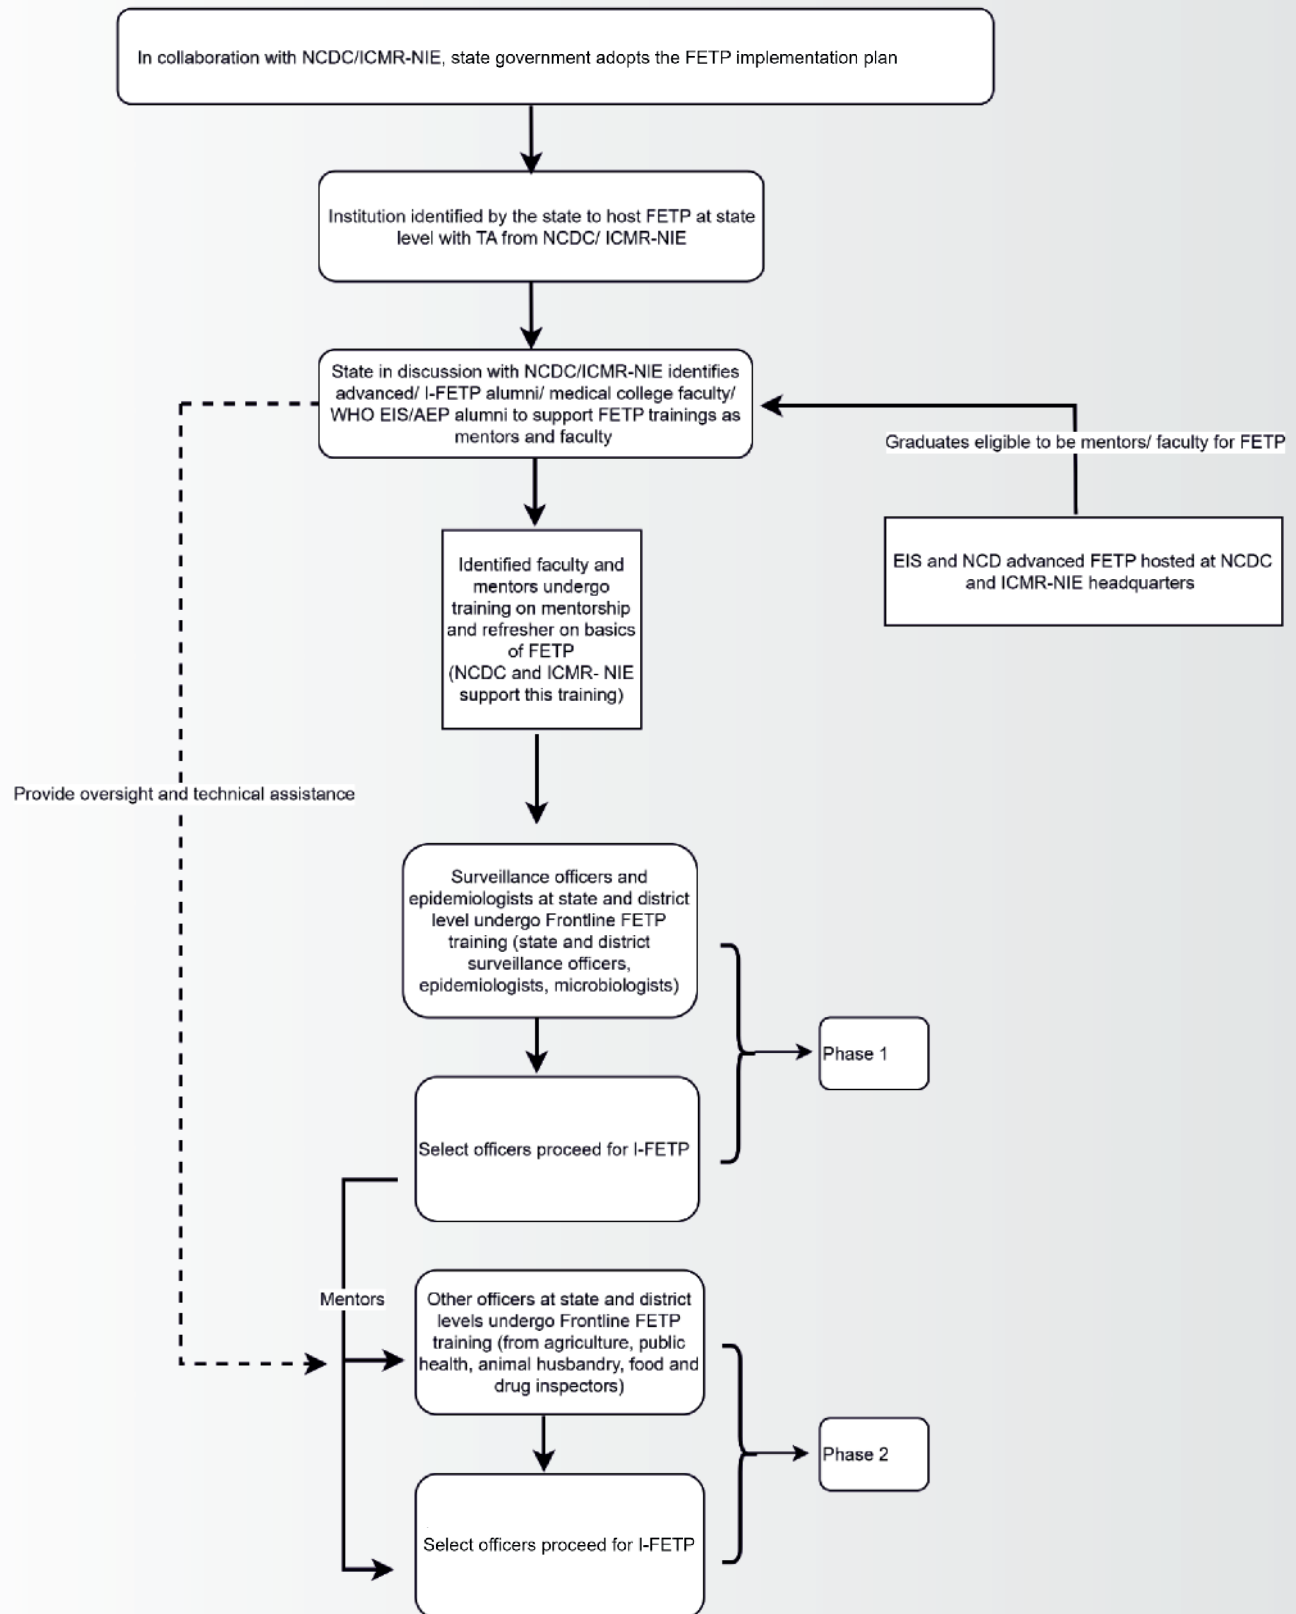 In collaboration with NCDC/ICMR-NIE, state government adopts the FETP implementation plan
Institution identified by the state to host FETP at state
level with TA from NCDC/ ICMR-NIE
State in discussion with NCDC/ICMR-NIE identifies
advanced/ I-FETP alumni/ medical college faculty/
WHO EIS/AEP alumni to support FETP trainings as
mentors and faculty
Graduates eligible to be mentors/ faculty for FETP
EIS and NCD advanced FETP hosted at NCDC
and ICMR-NIE headquarters
Identified faculty and
mentors undergo
training on mentorship
and refresher on basics
of FETP
(NCDC and ICMR- NIE
support this training)
Provide oversight and technical assistance
Surveillance officers and
epidemiologists at state and district
level undergo Frontline FETP
training (state and district
surveillance officers,
epidemiologists, microbiologists)
Phase 1
Select officers proceed for I-FETP
Mentors
Other officers at state and district
levels undergo Frontline FETP
training (from agriculture, public
health, animal husbandry, food and
drug inspectors)
Phase 2
Select officers proceed for I-FETP